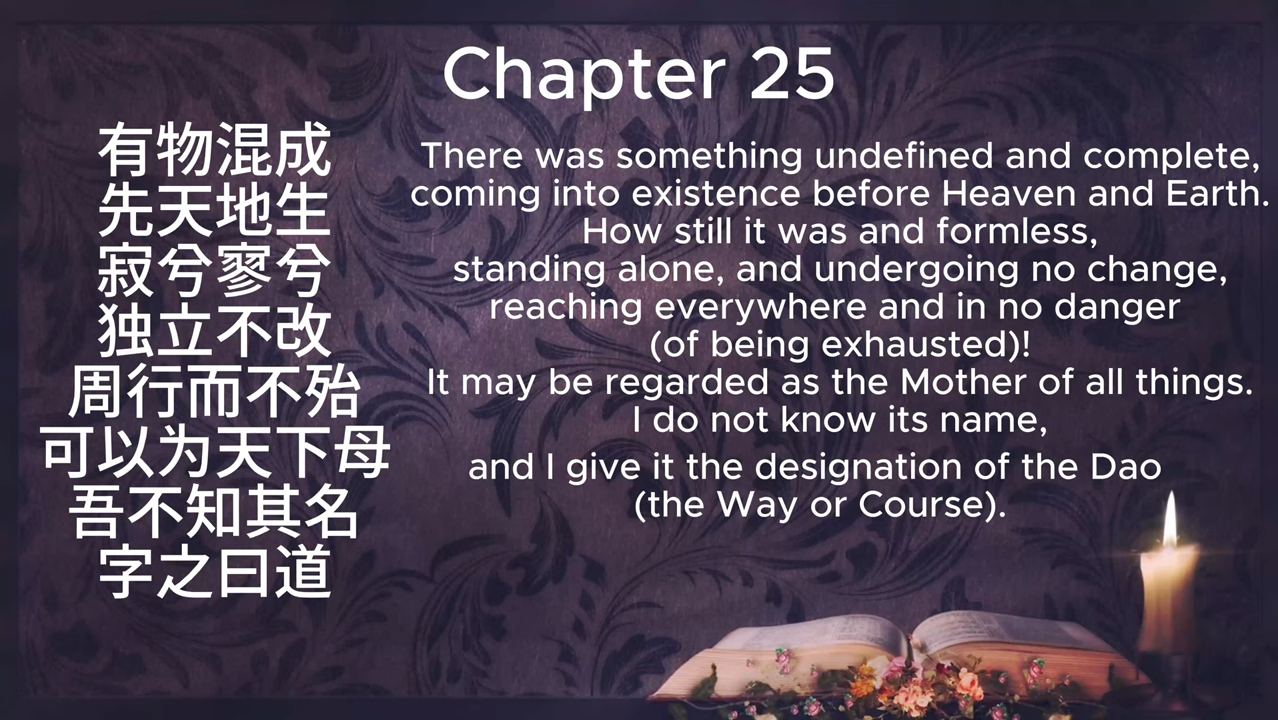 Chapter 25
有物混成
先天地生
寂兮寥兮
独立不改
周行而不殆
可以为天下母
吾不知其名
字之曰道
There was something undefined and complete,
coming into existence before Heaven and Earth.
How still it was and formless,
standing alone, and undergoing no change,
reaching everywhere and in no danger
(of being exhausted)!
It may be regarded as the Mother of all things.
I do not know its name,
and I give it the designation of the Dao
(the Way or Course).